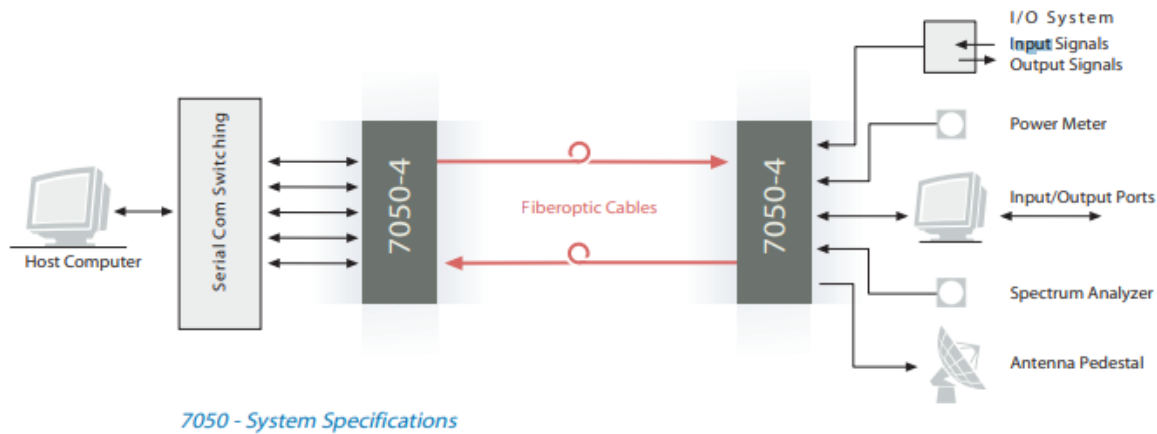 I/O System
Input Signals
Output Signals
Power Meter
Input/Output Ports
Spectrum Analyzer
Antenna Pedestal
Host Computer
Serial Com Switching
7050-4
Fiberoptic Cables
7050-4
7050 - System Specifications